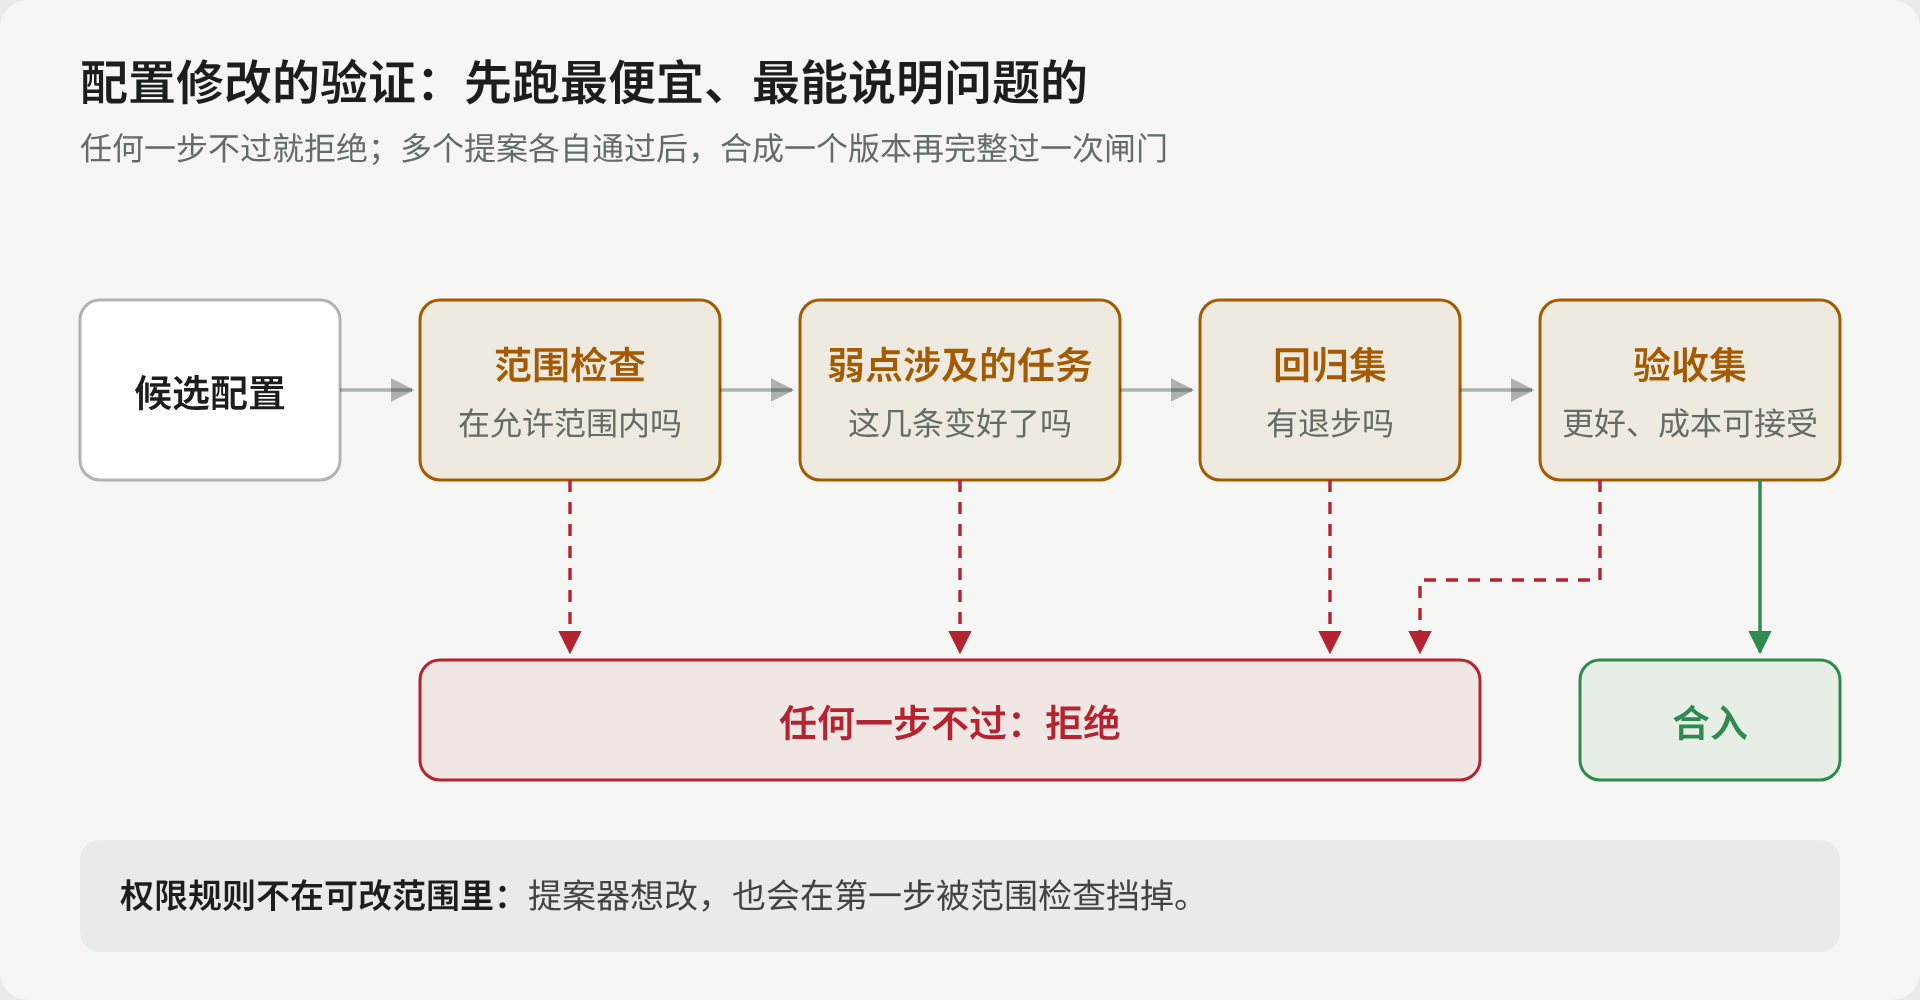 配置修改的验证：先跑最便宜、最能说明问题的
任何一步不过就拒绝；多个提案各自通过后，合成一个版本再完整过一次闸门
候选配置
范围检查
在允许范围内吗
弱点涉及的任务
这几条变好了吗
回归集
有退步吗
验收集
更好、成本可接受
任何一步不过：拒绝
合入
权限规则不在可改范围里：提案器想改，也会在第一步被范围检查挡掉。